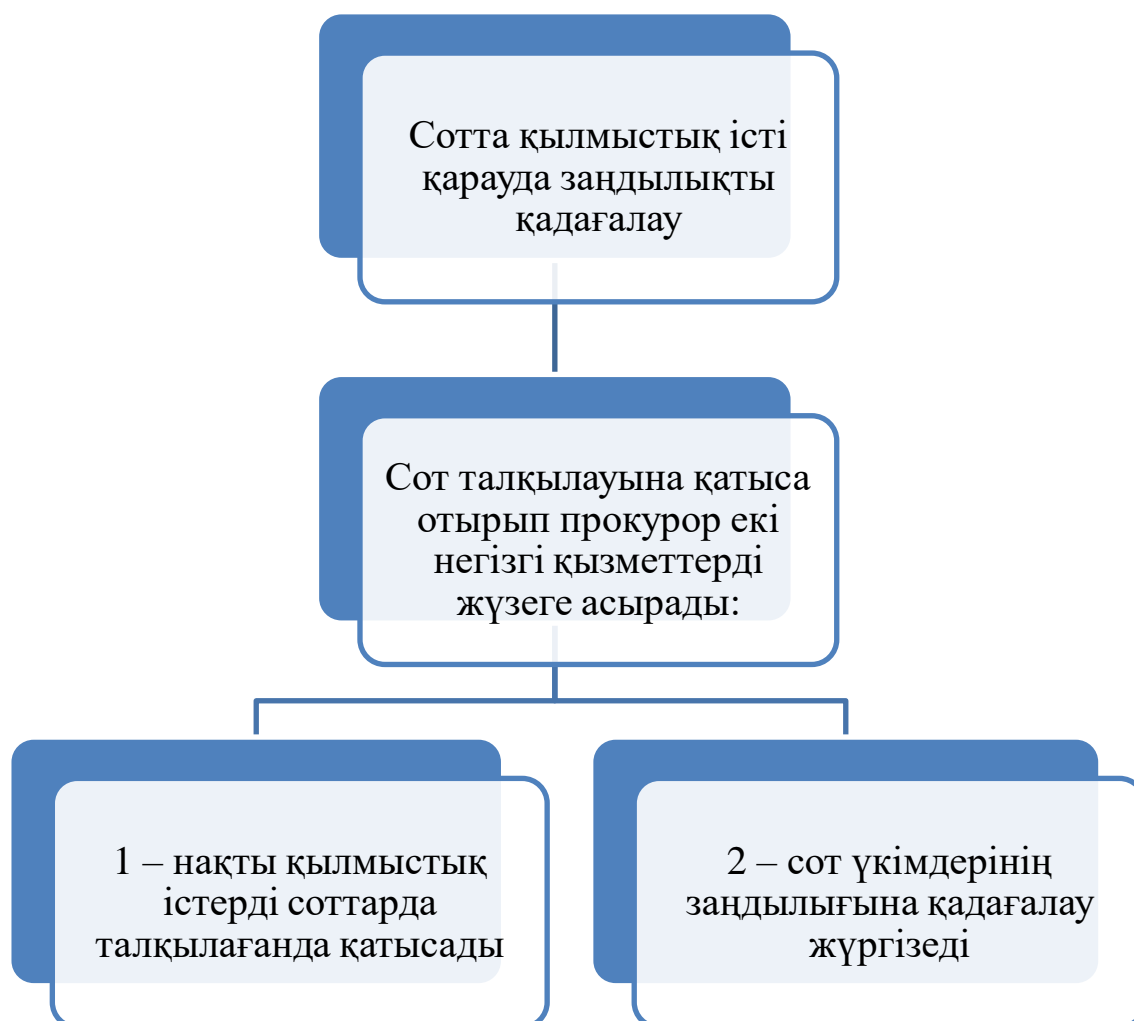 Сотта қылмыстық істі
қарауда заңдылықты
қадағалау
Сот талқылауына қатыса
отырып прокурор екі
негізгі қызметтерді
жүзеге асырады:
1 – нақты қылмыстық
істерді соттарда
талқылағанда қатысады
2 – сот үкімдерінің
заңдылығына қадағалау
жүргізеді